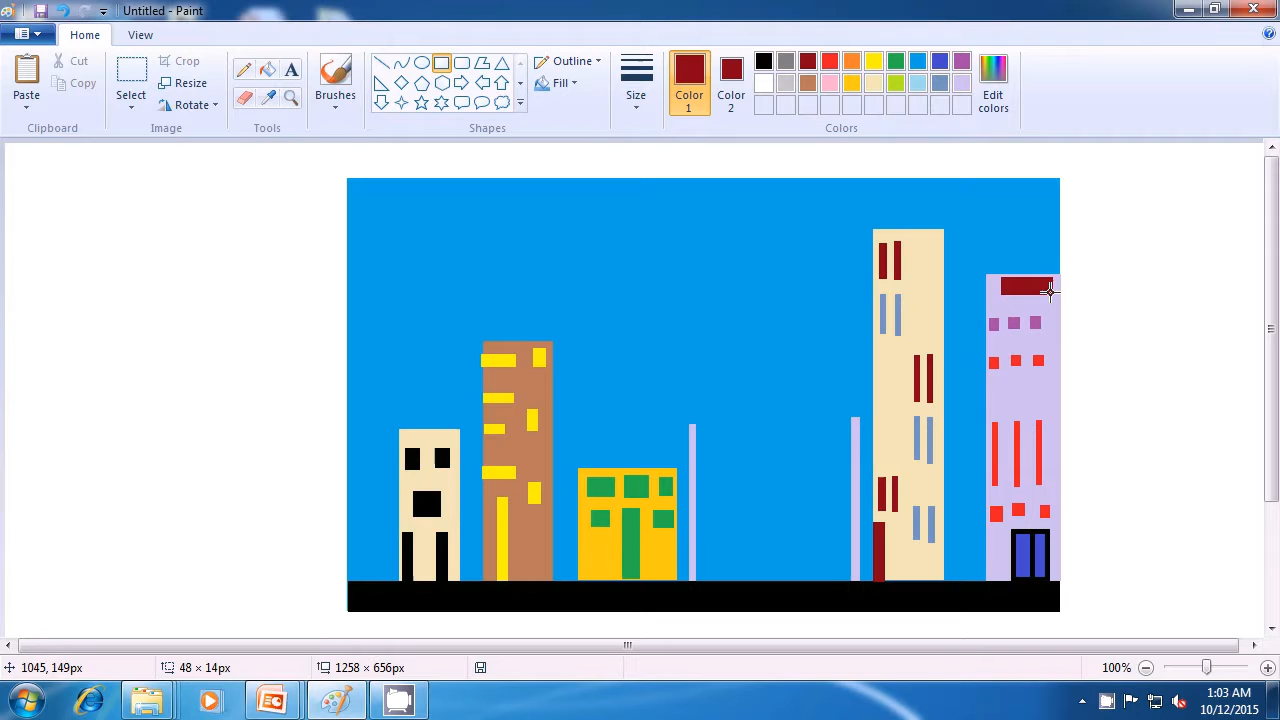 Untitled - Paint
Home
View
Paste
Cut
Copy
Clipboard
Select
Crop
Resize
Rotate
Image
A
Tools
Brushes
Outline
Fill
Shapes
Size
Color
1
Color
2
Edit
colors
Colors
1045, 149px
48 × 14px
1258 × 656px
100%
1:03 AM
10/12/2015